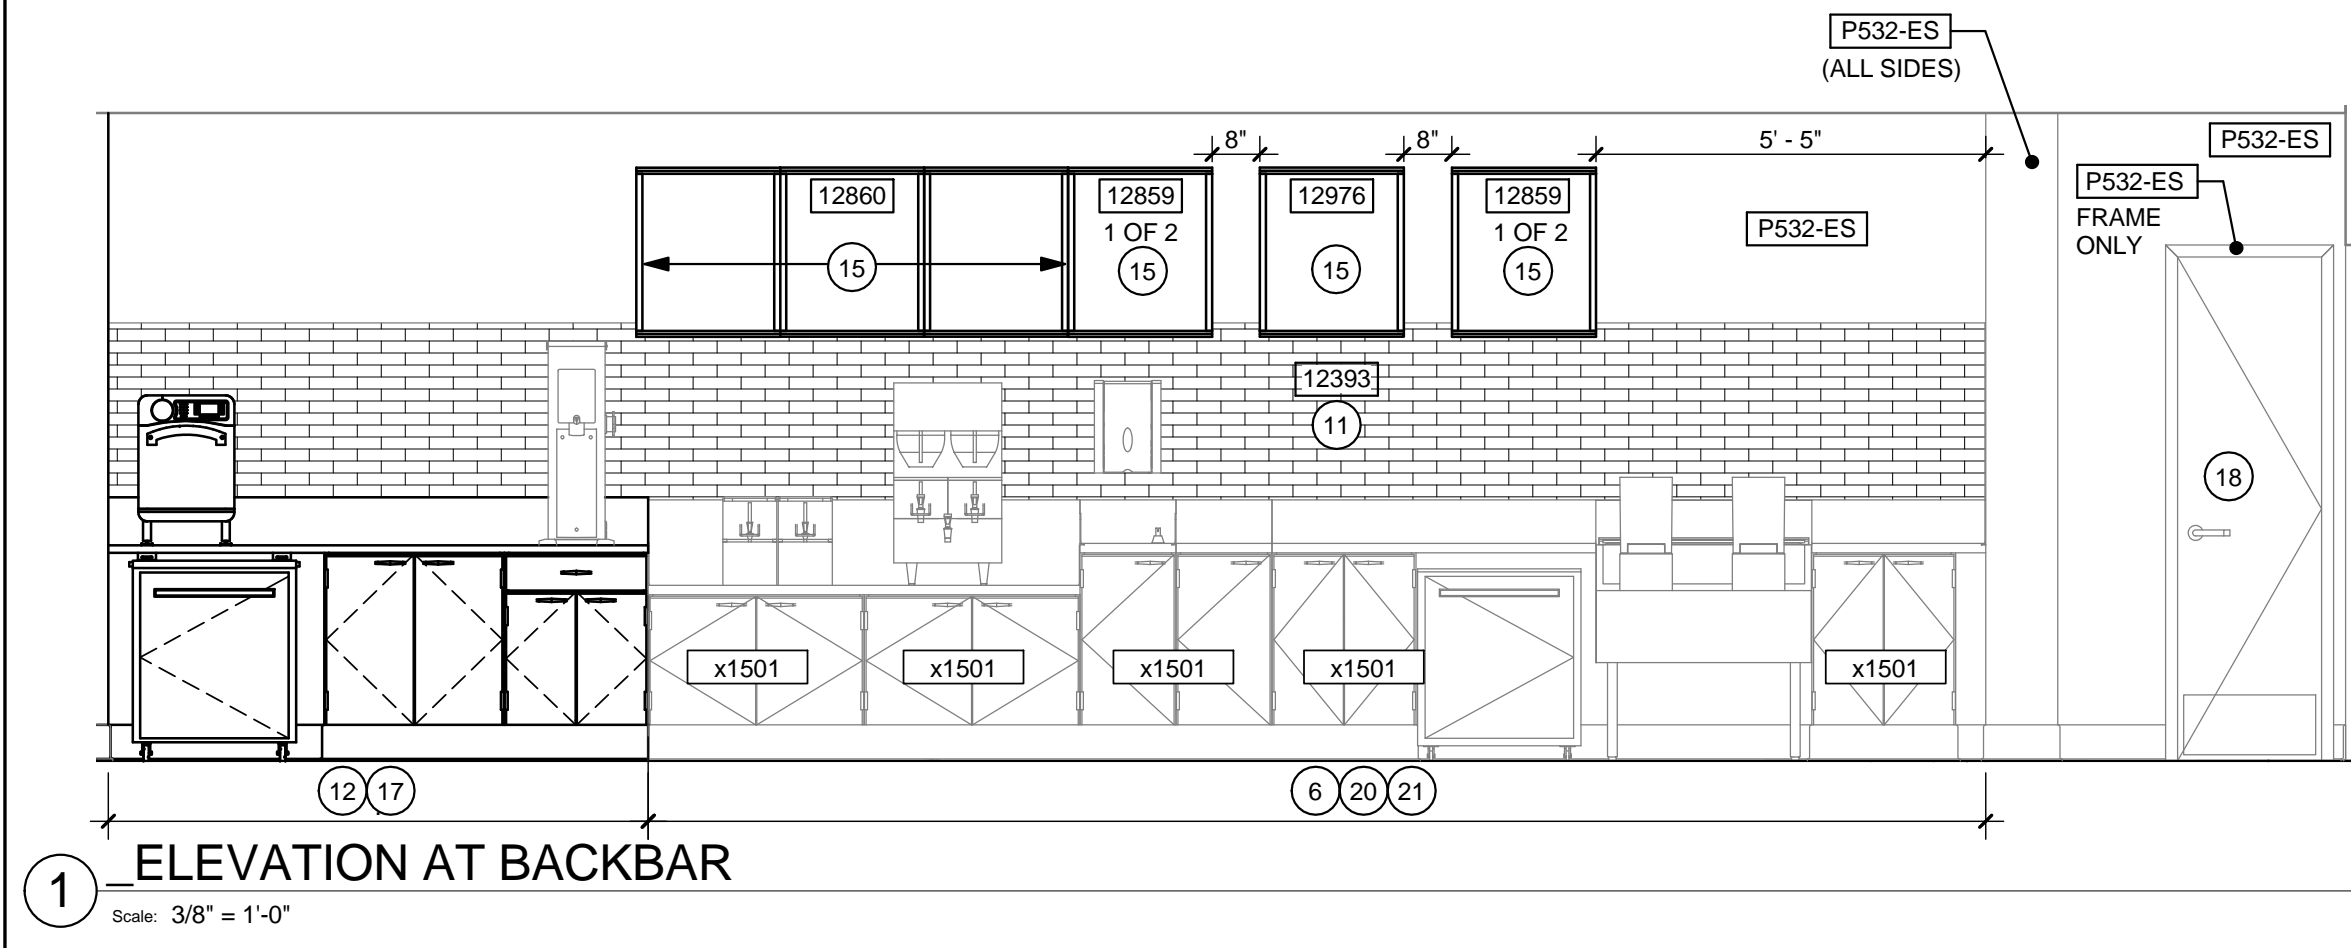 P532-ES
(ALL SIDES)
8"
8"
5' - 5"
P532-ES
12860
12859
12976
12859
P532-ES
1 OF 2
1 OF 2
P532-ES
FRAME
ONLY
15
15
15
15
12393
11
18
x1501
x1501
x1501
x1501
x1501
12 17
6 20 21
1 _ELEVATION AT BACKBAR
Scale: 3/8" = 1'-0"